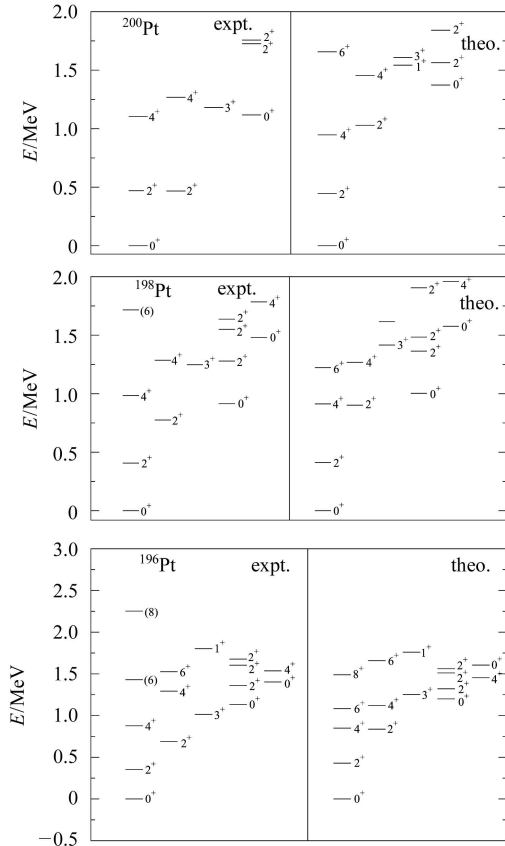 ²⁰⁰Pt expt. theo.
E/MeV
2.0
1.5
1.0
0.5
0
0⁺ 2⁺ 4⁺ 2⁺ 4⁺ 3⁺ 0⁺ 2⁺ 2⁺
0⁺ 2⁺ 4⁺ 6⁺ 2⁺ 4⁺ 1⁺ 3⁺ 0⁺ 2⁺ 2⁺
¹⁹⁸Pt expt. theo.
E/MeV
2.0
1.5
1.0
0.5
0
0⁺ 2⁺ 4⁺ (6) 2⁺ 4⁺ 3⁺ 0⁺ 2⁺ 2⁺ 2⁺ 0⁺ 4⁺
0⁺ 2⁺ 4⁺ 6⁺ 2⁺ 4⁺ 3⁺ 0⁺ 2⁺ 2⁺ 2⁺ 0⁺ 4⁺
¹⁹⁶Pt expt. theo.
E/MeV
3.0
2.5
2.0
1.5
1.0
0.5
0
−0.5
0⁺ 2⁺ 4⁺ (6) (8) 2⁺ 4⁺ 6⁺ 3⁺ 1⁺ 0⁺ 2⁺ 2⁺ 2⁺ 0⁺ 4⁺
0⁺ 2⁺ 4⁺ 6⁺ 8⁺ 2⁺ 4⁺ 6⁺ 3⁺ 1⁺ 0⁺ 2⁺ 2⁺ 2⁺ 4⁺ 0⁺